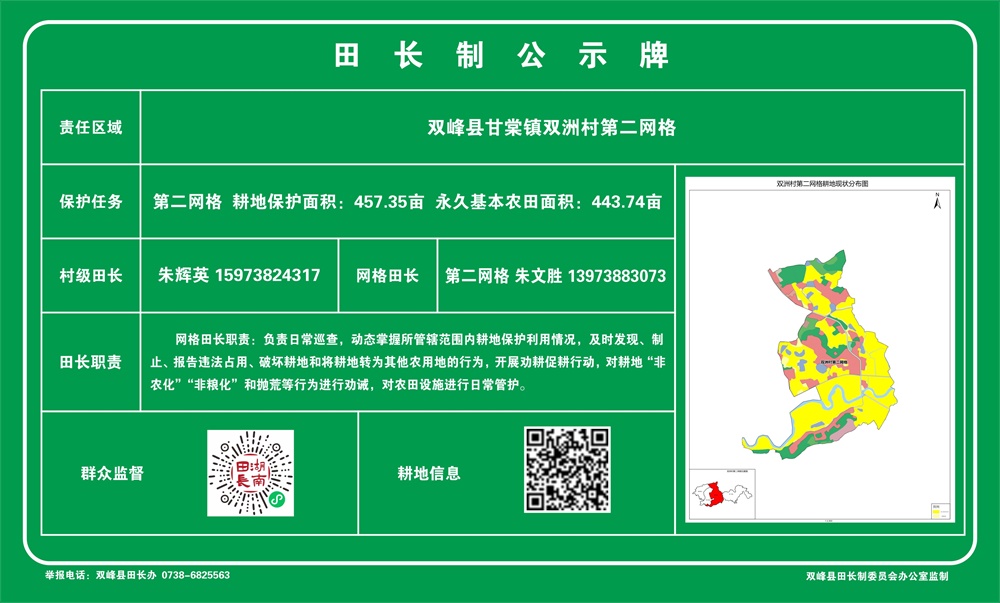 田长制公示牌
责任区域
双峰县甘棠镇双洲村第二网格
保护任务
第二网格 耕地保护面积：457.35亩 永久基本农田面积：443.74亩
村级田长
朱辉英 15973824317
网格田长
第二网格 朱文胜 13973883073
田长职责
网格田长职责：负责日常巡查，动态掌握所管辖范围内耕地保护利用情况，及时发现、制
止、报告违法占用、破坏耕地和将耕地转为其他农用地的行为，开展劝耕促耕行动，对耕地“非
农化”“非粮化”和抛荒等行为进行劝诫，对农田设施进行日常管护。
双洲村第二网格耕地现状分布图
N
双洲村第二网格
群众监督
湖南
田长
耕地信息
举报电话：双峰县田长办 0738-6825563
双峰县田长制委员会办公室监制